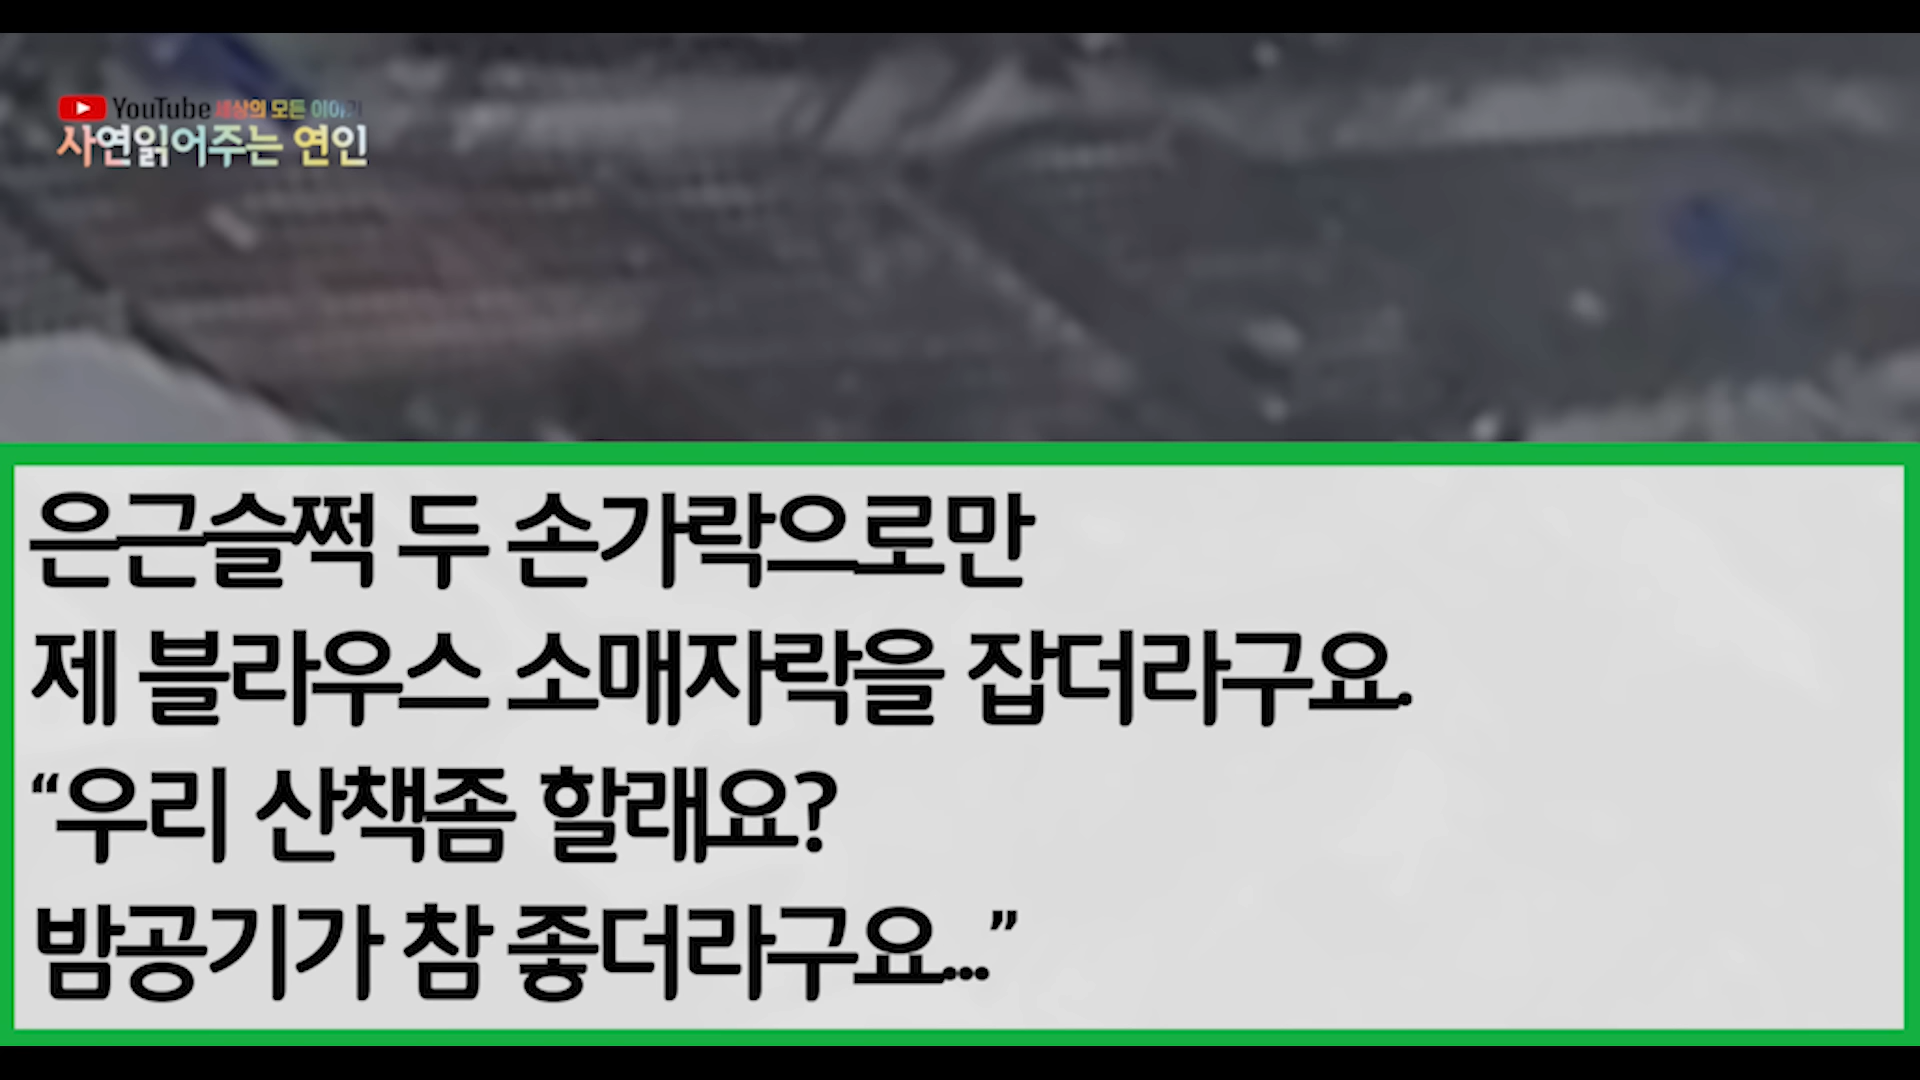 YouTube 세상의 모든 이야기
사연읽어주는 연인
은근슬쩍 두 손가락으로만
제 블라우스 소매자락을 잡더라구요.
“우리 산책좀 할래요?
밤공기가 참 좋더라구요...”